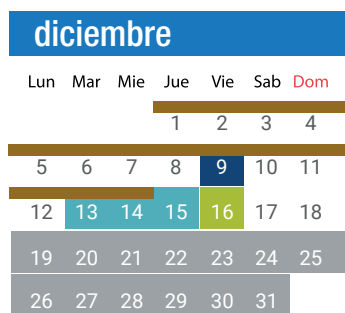 diciembre
Lun Mar Mie Jue Vie Sab Dom
1 2 3 4
5 6 7 8 9 10 11
12 13 14 15 16 17 18
19 20 21 22 23 24 25
26 27 28 29 30 31